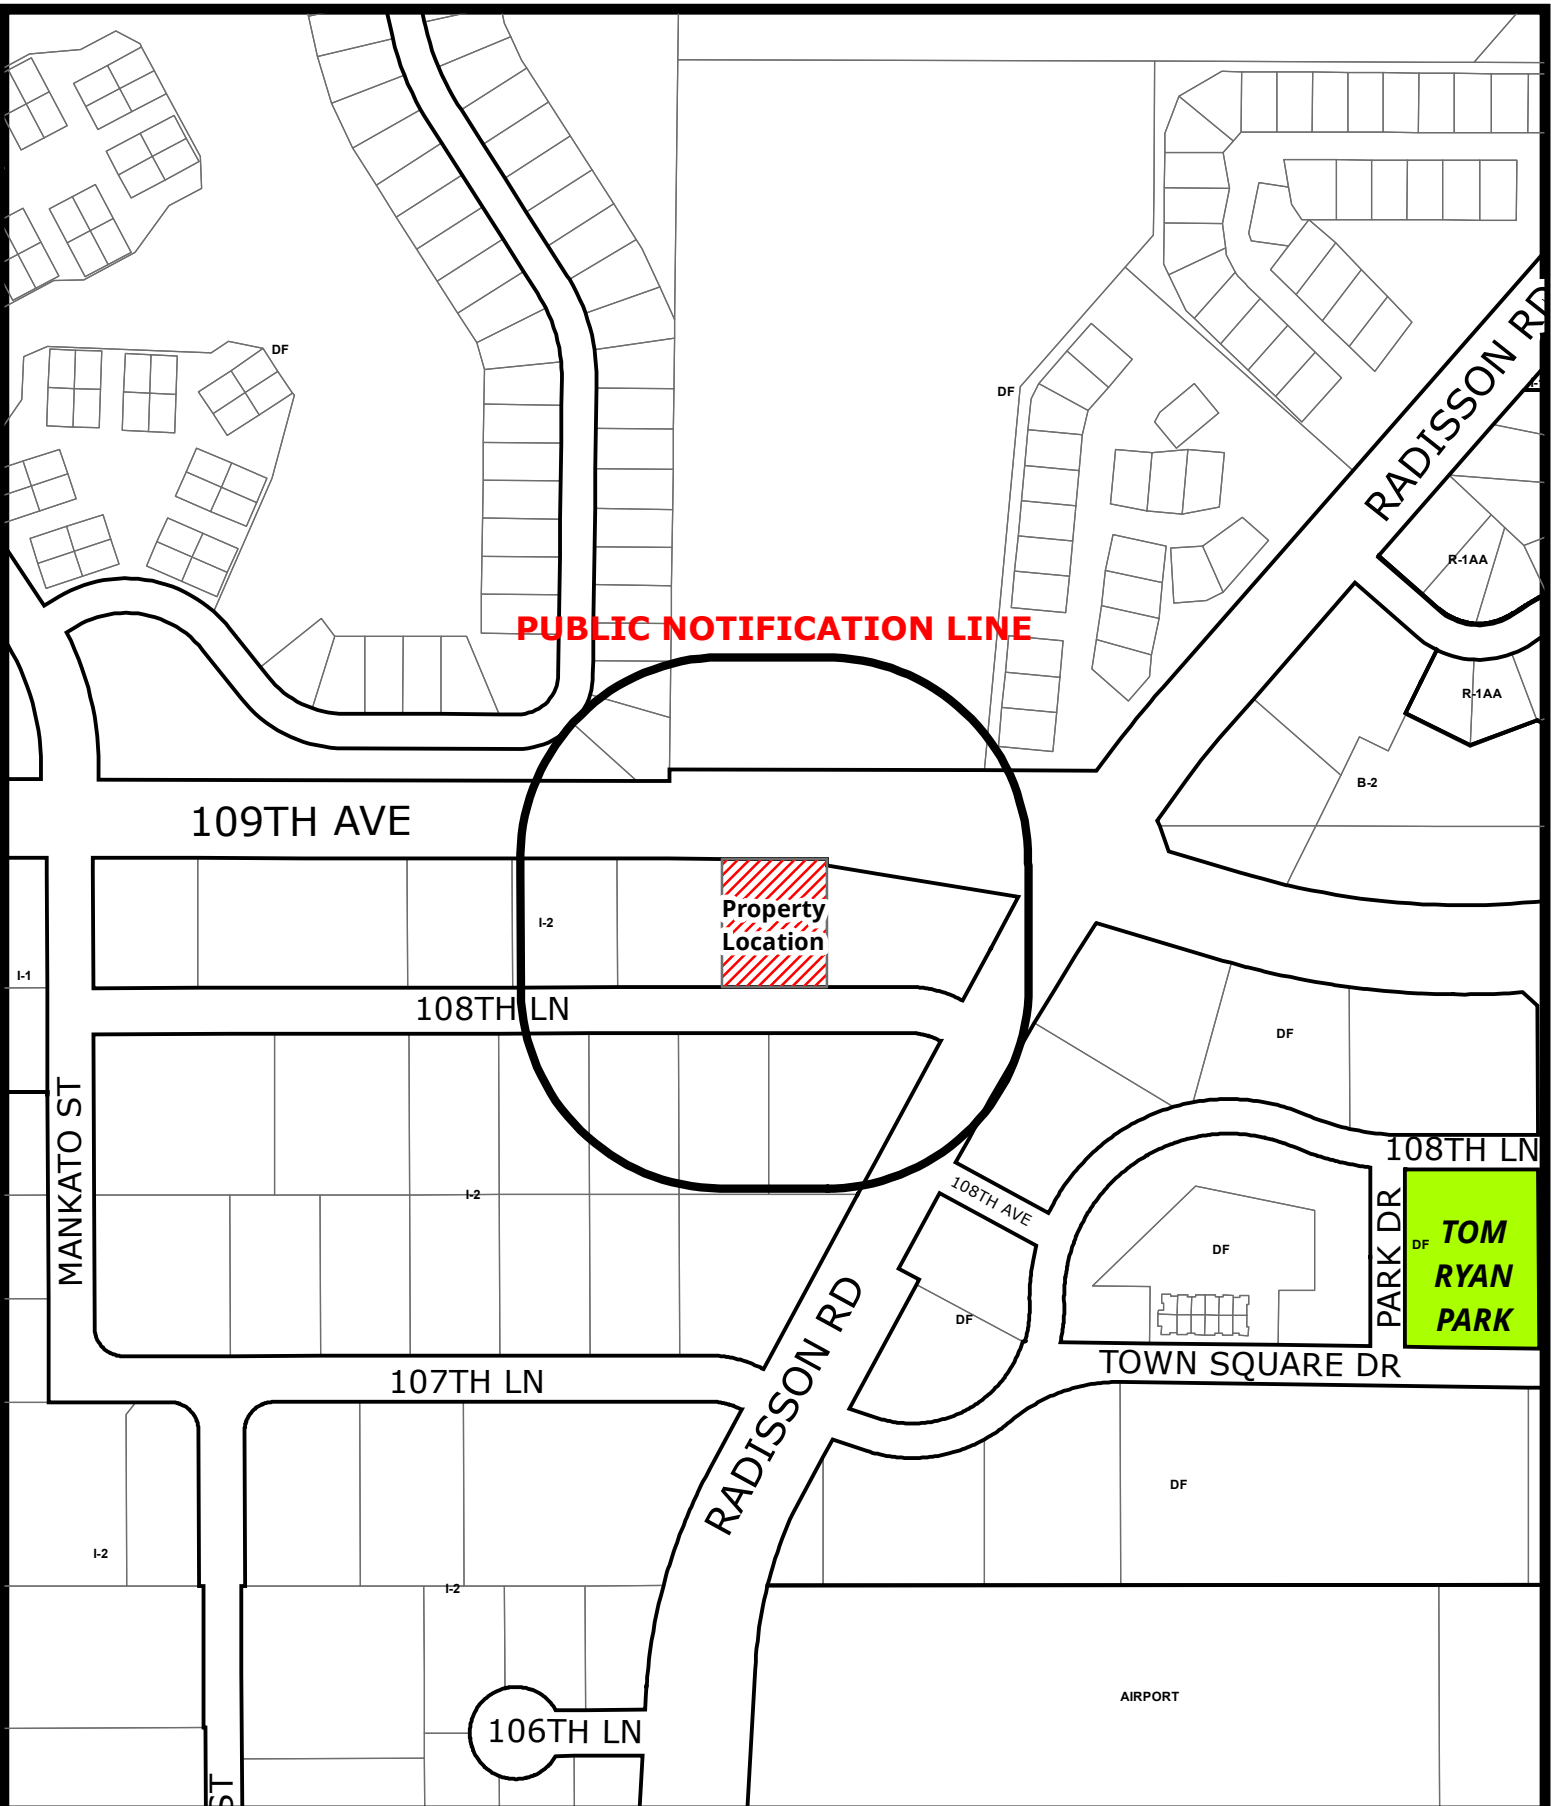 DF
DF
RADISSON RD
R-1AA
PUBLIC NOTIFICATION LINE
R-1AA
B-2
109TH AVE
Property
Location
I-2
I-1
108TH LN
DF
MANKATO ST
108TH LN
108TH AVE
I-2
PARK DR
DF
TOM
RYAN
PARK
DF
DF
RADISSON RD
TOWN SQUARE DR
107TH LN
DF
I-2
I-2
AIRPORT
106TH LN
ST